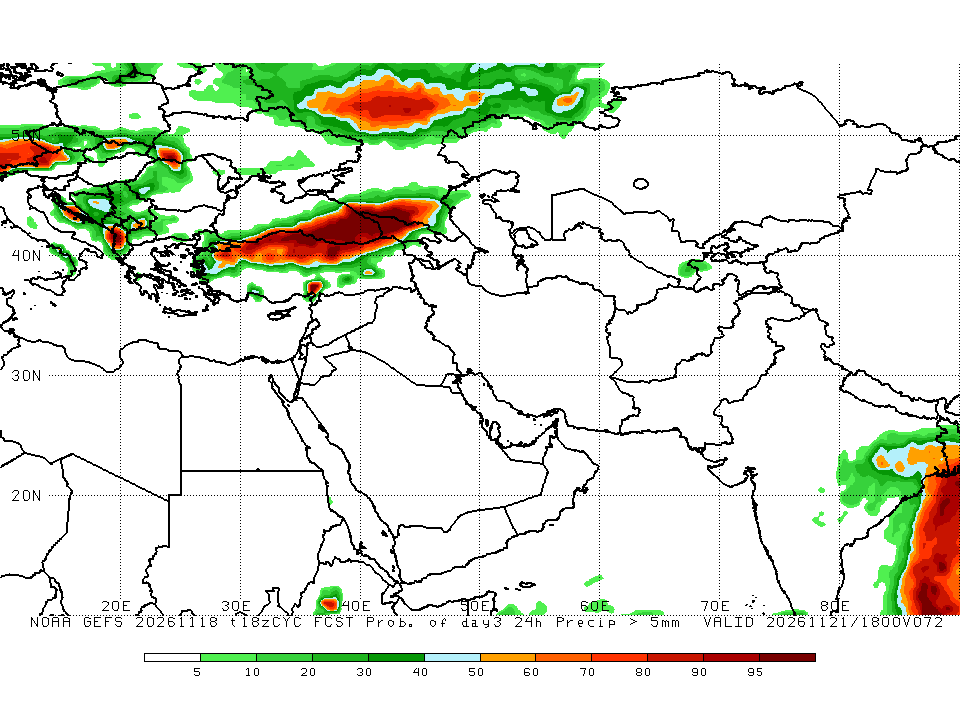 50N
40N
30N
20N
20E 30E 40E 50E 60E 70E 80E
NOAA GEFS 20261118 t18zCYC FCST Prob. of day3 24h Precip > 5mm VALID 20261121/1800V072
5 10 20 30 40 50 60 70 80 90 95